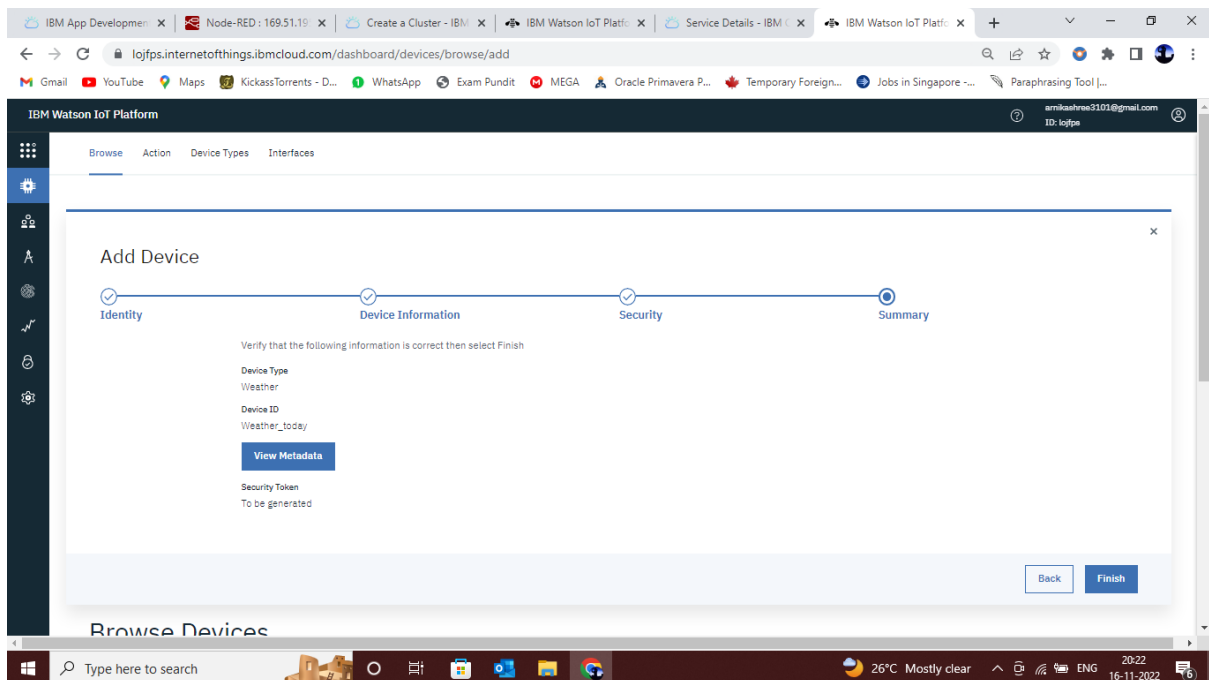 IBM App Developmen
Node-RED : 169.51.19
Create a Cluster - IBM
IBM Watson IoT Platfo
Service Details - IBM C
IBM Watson IoT Platfo
lojfps.internetofthings.ibmcloud.com/dashboard/devices/browse/add
Gmail YouTube Maps KickassTorrents - D... WhatsApp Exam Pundit MEGA Oracle Primavera P... Temporary Foreign... Jobs in Singapore -... Paraphrasing Tool |...
IBM Watson IoT Platform
arnikashree3101@gmail.com
ID: lojfps
Browse Action Device Types Interfaces
Add Device
Identity Device Information Security Summary
Verify that the following information is correct then select Finish
Device Type
Weather
Device ID
Weather_today
View Metadata
Security Token
To be generated
Back Finish
Browse Devices
Type here to search
26°C Mostly clear
ENG
20:22
16-11-2022
6